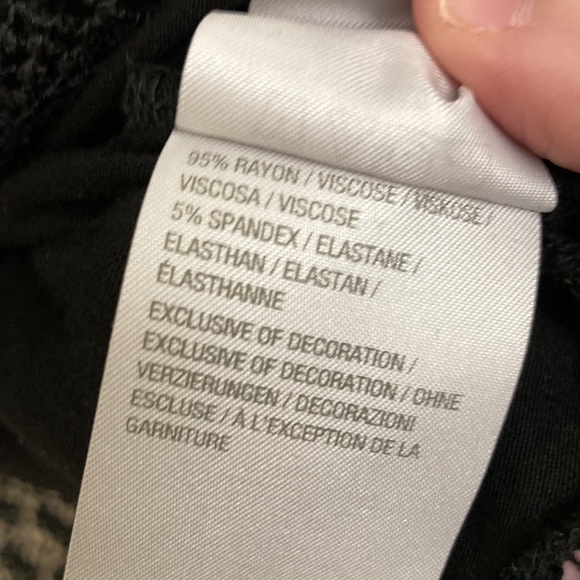 95% RAYON / VISCOSE / VISKOSE /
VISCOSA / VISCOSE
5% SPANDEX / ELASTANE /
ELASTHAN / ELASTAN /
ÉLASTHANNE
EXCLUSIVE OF DECORATION /
EXCLUSIVE OF DECORATION / OHNE
VERZIERUNGEN / DECORAZIONI
ESCLUSE / À L'EXCEPTION DE LA
GARNITURE